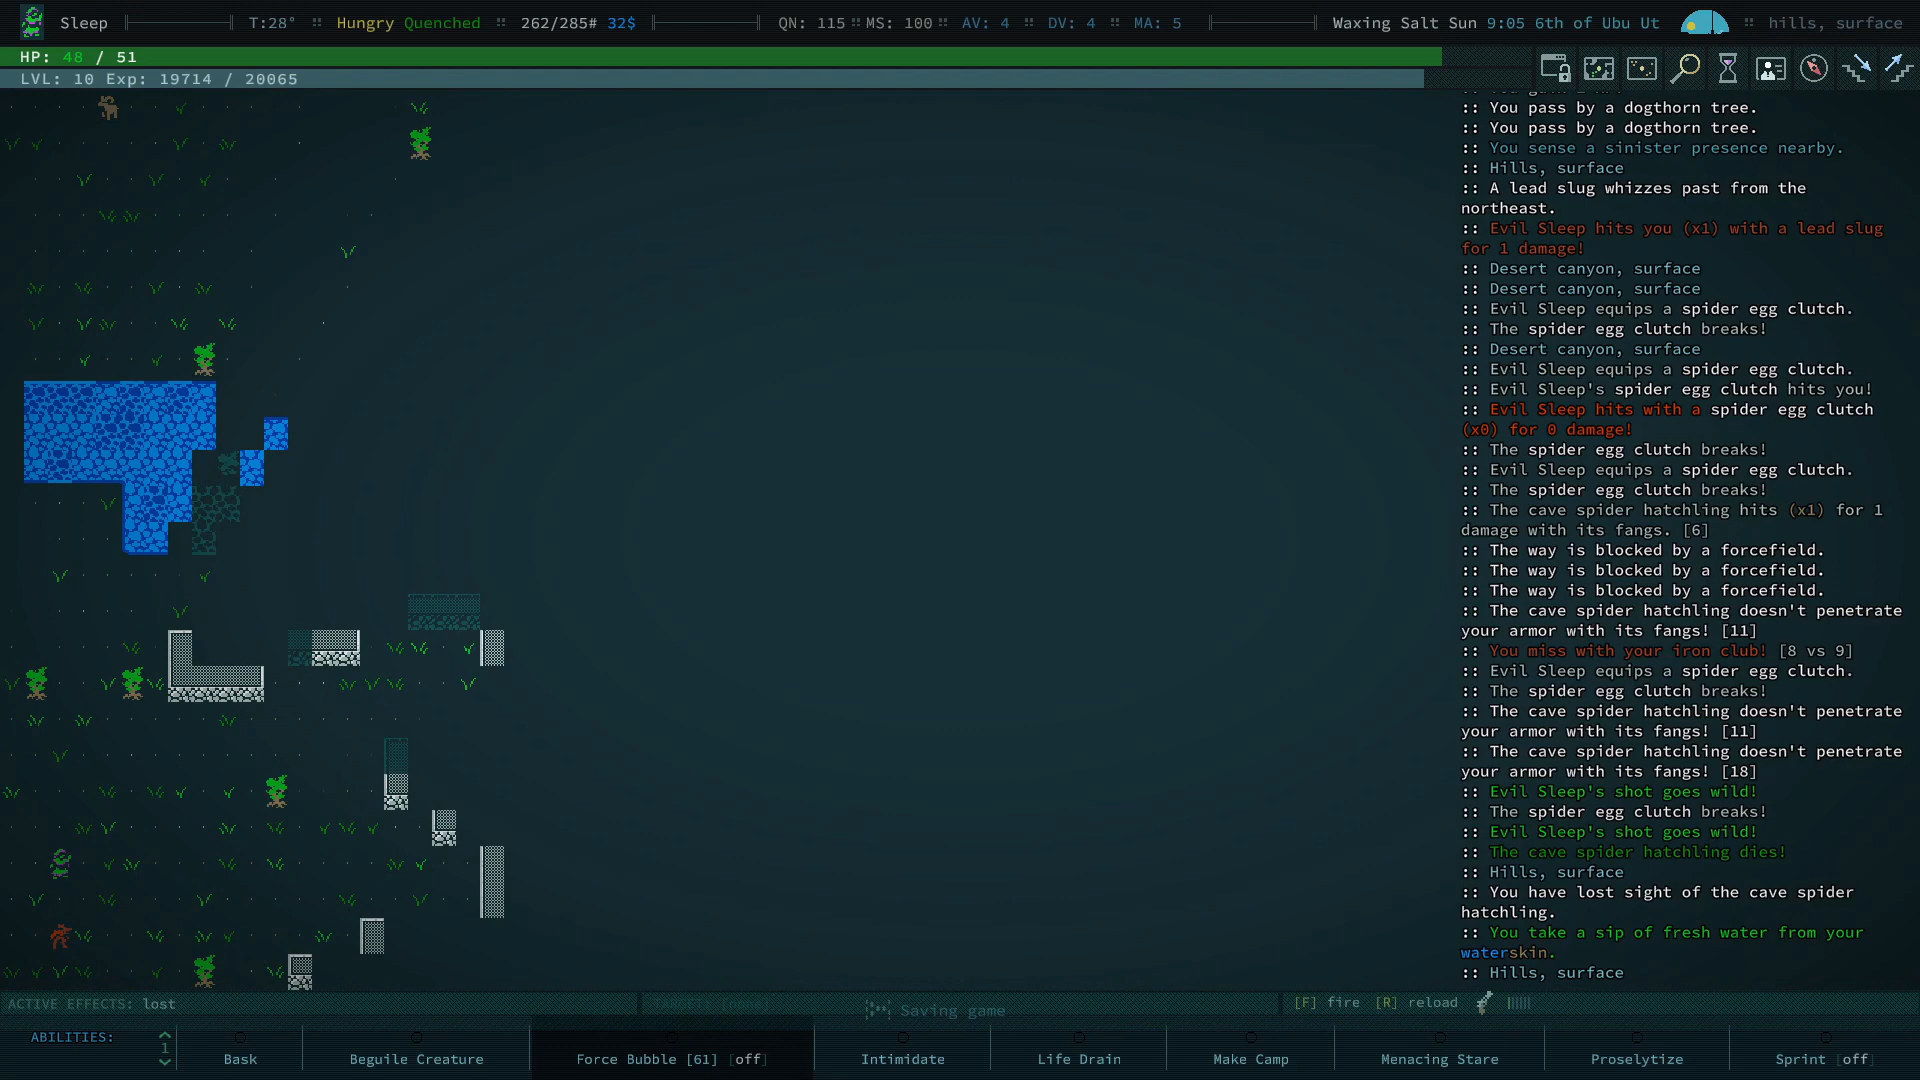 Sleep T:28° :: Hungry Quenched :: 262/285# 32$ QN: 115 :: MS: 100 :: AV: 4 :: DV: 4 :: MA: 5 Waxing Salt Sun 9:05 6th of Ubu Ut :: hills, surface
HP: 48 / 51
LVL: 10 Exp: 19714 / 20065
:: You pass by a dogthorn tree.
:: You pass by a dogthorn tree.
:: You sense a sinister presence nearby.
:: Hills, surface
:: A lead slug whizzes past from the
northeast.
:: Evil Sleep hits you (x1) with a lead slug
for 1 damage!
:: Desert canyon, surface
:: Desert canyon, surface
:: Evil Sleep equips a spider egg clutch.
:: The spider egg clutch breaks!
:: Desert canyon, surface
:: Evil Sleep equips a spider egg clutch.
:: Evil Sleep's spider egg clutch hits you!
:: Evil Sleep hits with a spider egg clutch
(x0) for 0 damage!
:: The spider egg clutch breaks!
:: Evil Sleep equips a spider egg clutch.
:: The spider egg clutch breaks!
:: The cave spider hatchling hits (x1) for 1
damage with its fangs. [6]
:: The way is blocked by a forcefield.
:: The way is blocked by a forcefield.
:: The way is blocked by a forcefield.
:: The cave spider hatchling doesn't penetrate
your armor with its fangs! [11]
:: You miss with your iron club! [8 vs 9]
:: Evil Sleep equips a spider egg clutch.
:: The spider egg clutch breaks!
:: The cave spider hatchling doesn't penetrate
your armor with its fangs! [11]
:: The cave spider hatchling doesn't penetrate
your armor with its fangs! [18]
:: Evil Sleep's shot goes wild!
:: The spider egg clutch breaks!
:: Evil Sleep's shot goes wild!
:: The cave spider hatchling dies!
:: Hills, surface
:: You have lost sight of the cave spider
hatchling.
:: You take a sip of fresh water from your
waterskin.
:: Hills, surface
ACTIVE EFFECTS: lost TARGET: [none] Saving game [F] fire [R] reload
ABILITIES: 1 Bask Beguile Creature Force Bubble [61] [off] Intimidate Life Drain Make Camp Menacing Stare Proselytize Sprint [off]